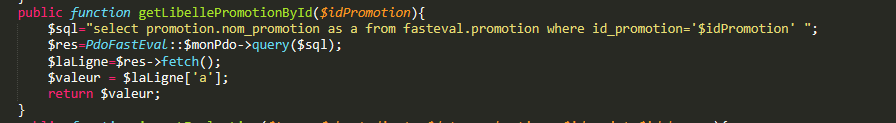 public function getLibellePromotionById($idPromotion){
$sql="select promotion.nom_promotion as a from fasteval.promotion where id_promotion='$idPromotion' ";
$res=PdoFastEval::$monPdo->query($sql);
$laLigne=$res->fetch();
$valeur = $laLigne['a'];
return $valeur;
}